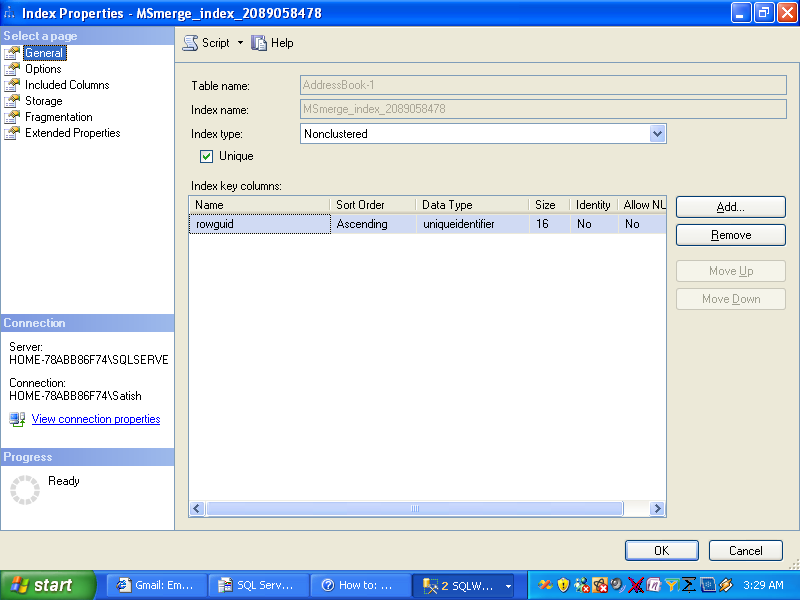 Index Properties - MSmerge_index_2089058478
Select a page
General
Options
Included Columns
Storage
Fragmentation
Extended Properties
Connection
Server:
HOME-78ABB86F74\SQLSERVE
Connection:
HOME-78ABB86F74\Satish
View connection properties
Progress
Ready
Script Help
Table name: AddressBook-1
Index name: MSmerge_index_2089058478
Index type: Nonclustered
Unique
Index key columns:
Name Sort Order Data Type Size Identity Allow NU
rowguid Ascending uniqueidentifier 16 No No
Add...
Remove
Move Up
Move Down
OK Cancel
start Gmail: Em... SQL Serv... How to: ... 2 SQLW... 3:29 AM